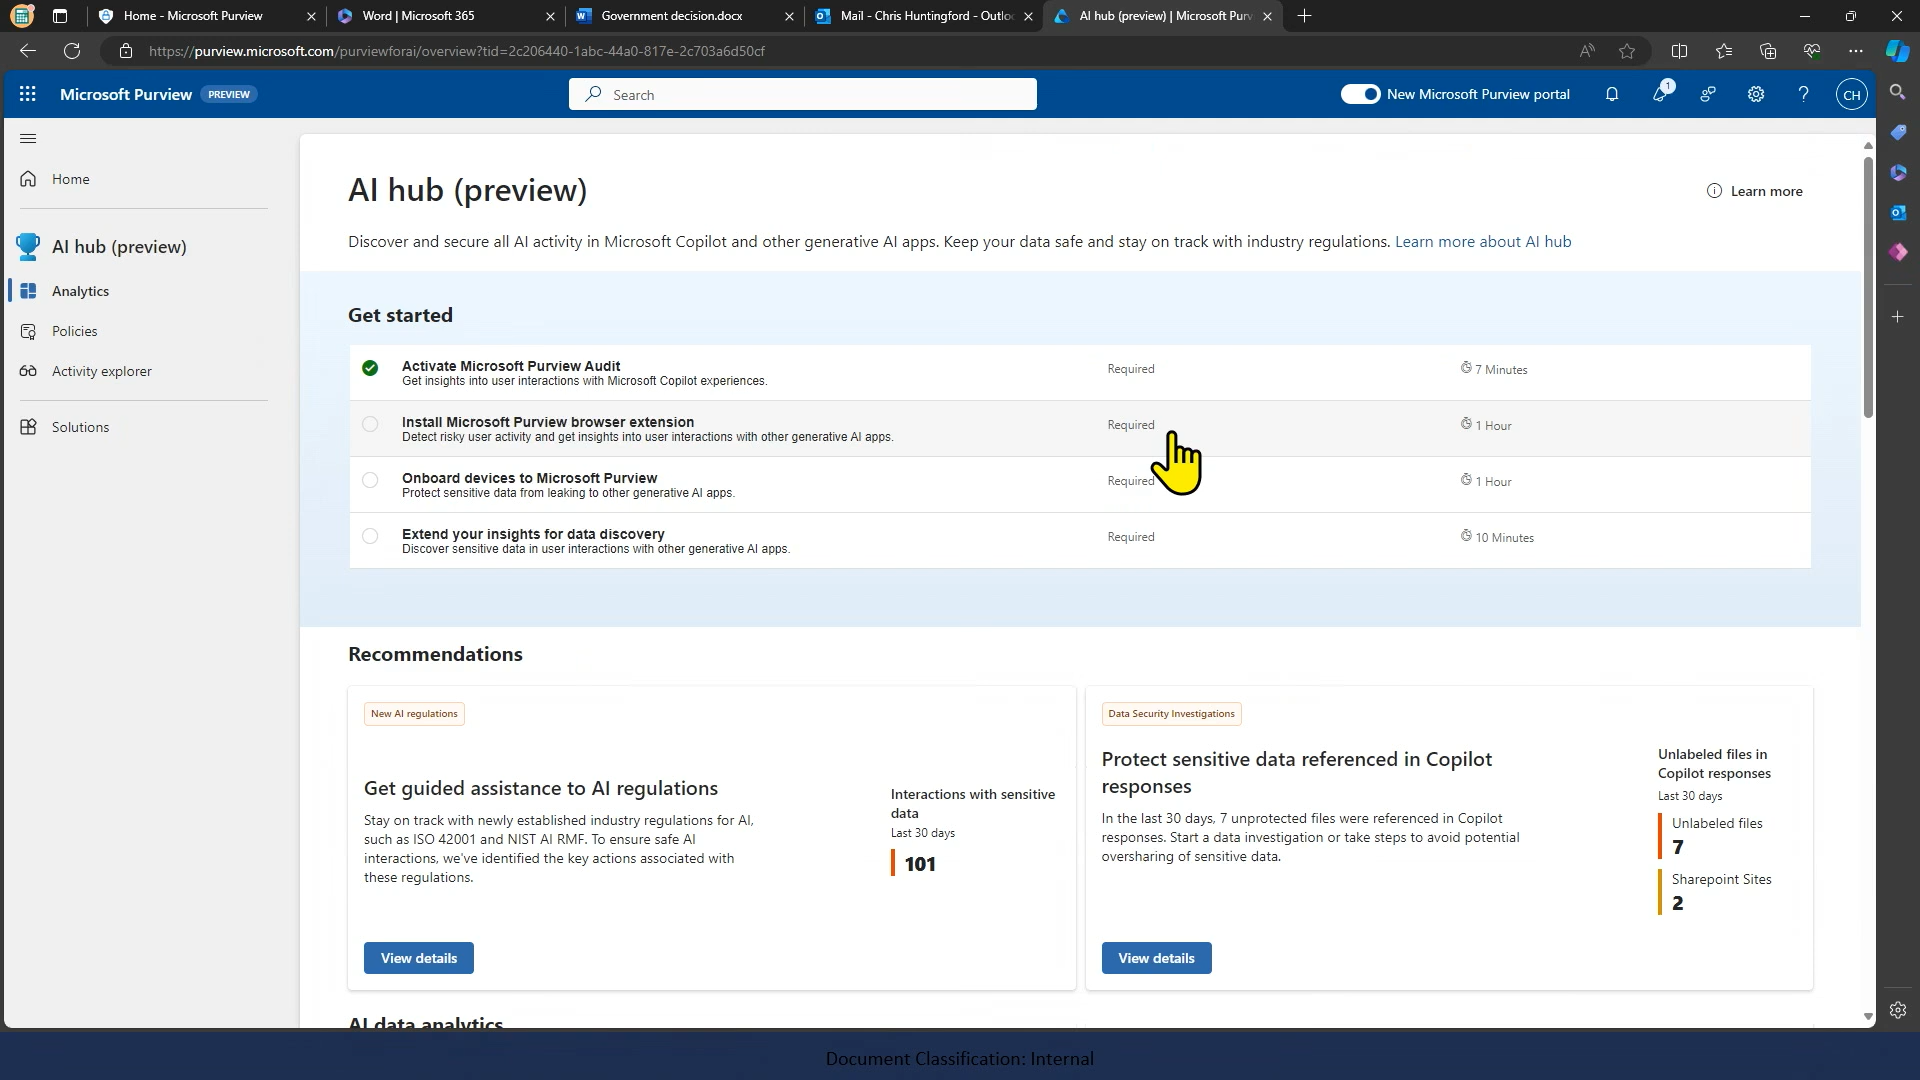 Home - Microsoft Purview
Word | Microsoft 365
Government decision.docx
Mail - Chris Huntingford - Outlo
AI hub (preview) | Microsoft Purv
https://purview.microsoft.com/purviewforai/overview?tid=2c206440-1abc-44a0-817e-2c703a6d50cf
Microsoft Purview PREVIEW
Search
New Microsoft Purview portal
1
CH
Home
AI hub (preview)
Analytics
Policies
Activity explorer
Solutions
AI hub (preview)
Learn more
Discover and secure all AI activity in Microsoft Copilot and other generative AI apps. Keep your data safe and stay on track with industry regulations. Learn more about AI hub
Get started
Activate Microsoft Purview Audit
Get insights into user interactions with Microsoft Copilot experiences.
Required
7 Minutes
Install Microsoft Purview browser extension
Detect risky user activity and get insights into user interactions with other generative AI apps.
Required
1 Hour
Onboard devices to Microsoft Purview
Protect sensitive data from leaking to other generative AI apps.
Required
1 Hour
Extend your insights for data discovery
Discover sensitive data in user interactions with other generative AI apps.
Required
10 Minutes
Recommendations
New AI regulations
Get guided assistance to AI regulations
Stay on track with newly established industry regulations for AI,
such as ISO 42001 and NIST AI RMF. To ensure safe AI
interactions, we've identified the key actions associated with
these regulations.
Interactions with sensitive
data
Last 30 days
101
View details
Data Security Investigations
Protect sensitive data referenced in Copilot
responses
In the last 30 days, 7 unprotected files were referenced in Copilot
responses. Start a data investigation or take steps to avoid potential
oversharing of sensitive data.
Unlabeled files in
Copilot responses
Last 30 days
Unlabeled files
7
Sharepoint Sites
2
View details
AI data analytics
Document Classification: Internal